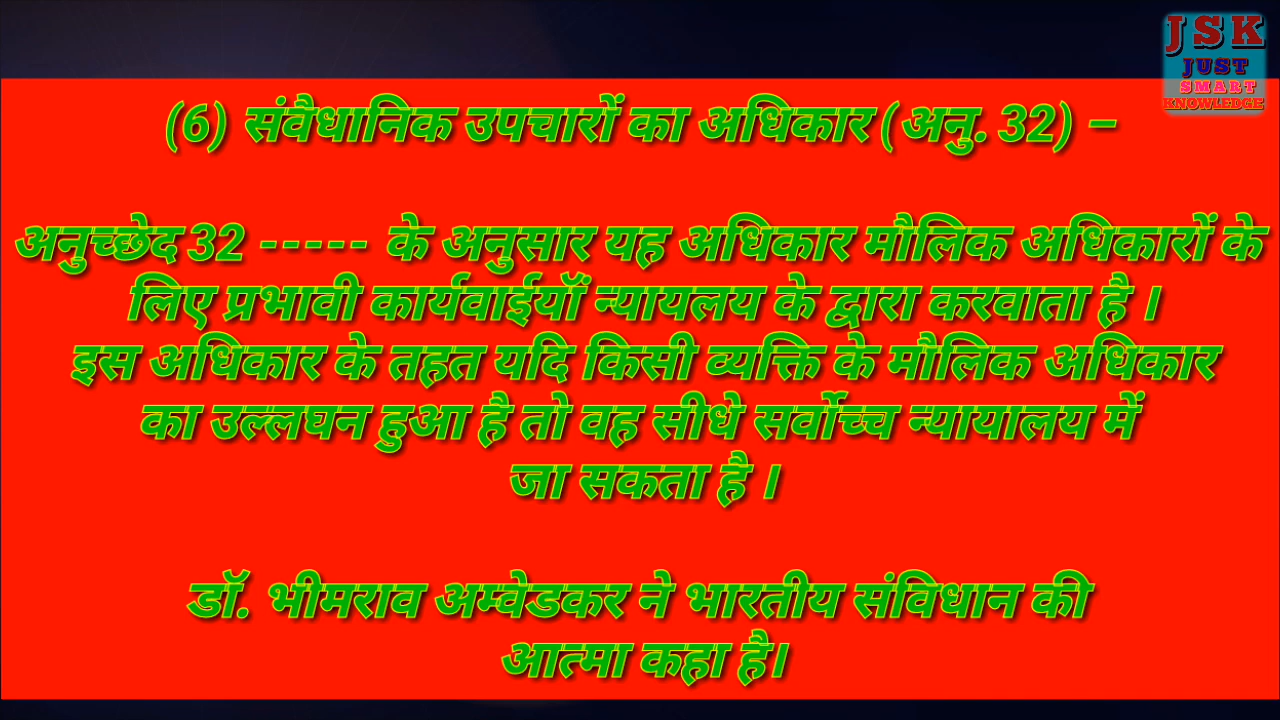 JSK
JUST
SMART
KNOWLEDGE
(6) संवैधानिक उपचारों का अधिकार (अनु. 32) –
अनुच्छेद 32 ----- के अनुसार यह अधिकार मौलिक अधिकारों के
लिए प्रभावी कार्यवाईयाॅं न्यायलय के द्वारा करवाता है ।
इस अधिकार के तहत यदि किसी व्यक्ति के मौलिक अधिकार
का उल्लघन हुआ है तो वह सीधे सर्वोच्च न्यायालय में
जा सकता है ।
डॉ. भीमराव अम्वेडकर ने भारतीय संविधान की
आत्मा कहा है।